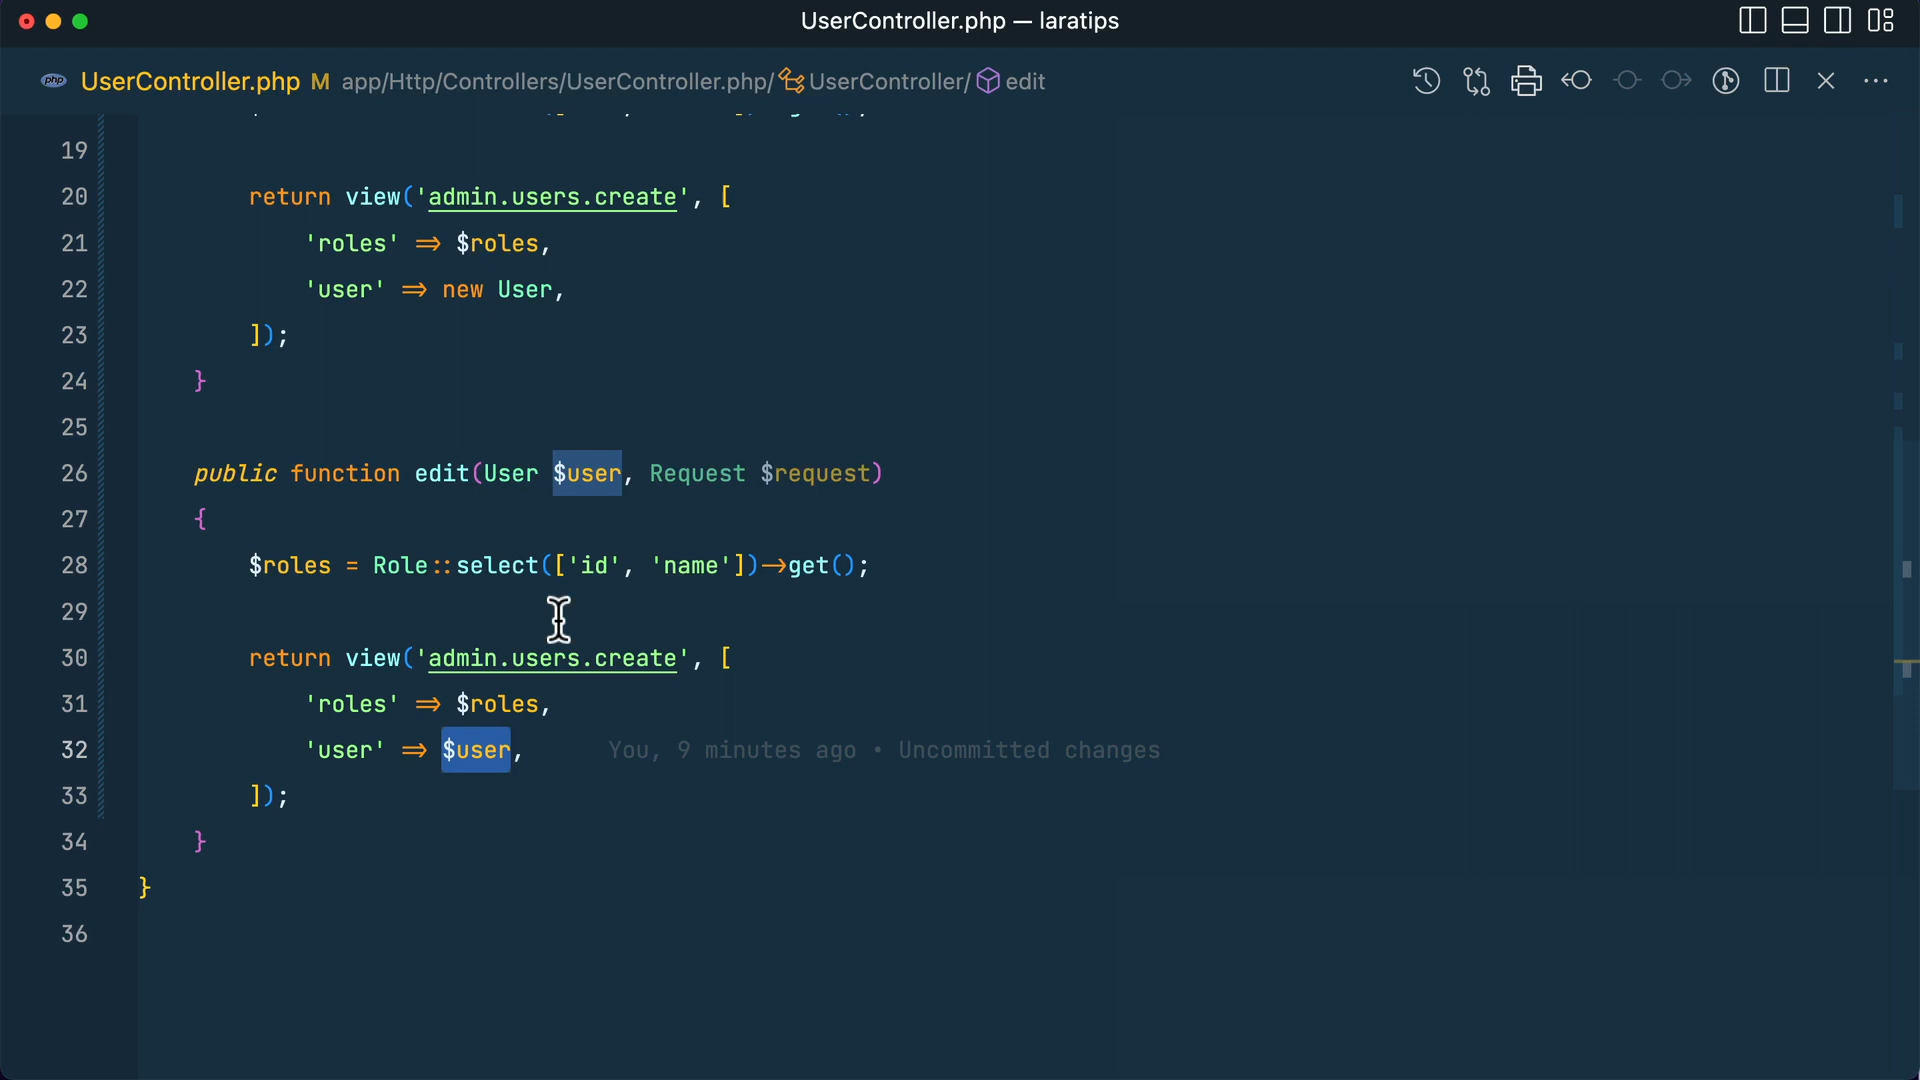 UserController.php — laratips
php UserController.php M app/Http/Controllers/UserController.php/ UserController/ edit
19
20 return view('admin.users.create', [
21 'roles' => $roles,
22 'user' => new User,
23 ]);
24 }
25
26 public function edit(User $user, Request $request)
27 {
28 $roles = Role::select(['id', 'name'])->get();
29
30 return view('admin.users.create', [
31 'roles' => $roles,
32 'user' => $user, You, 9 minutes ago • Uncommitted changes
33 ]);
34 }
35 }
36